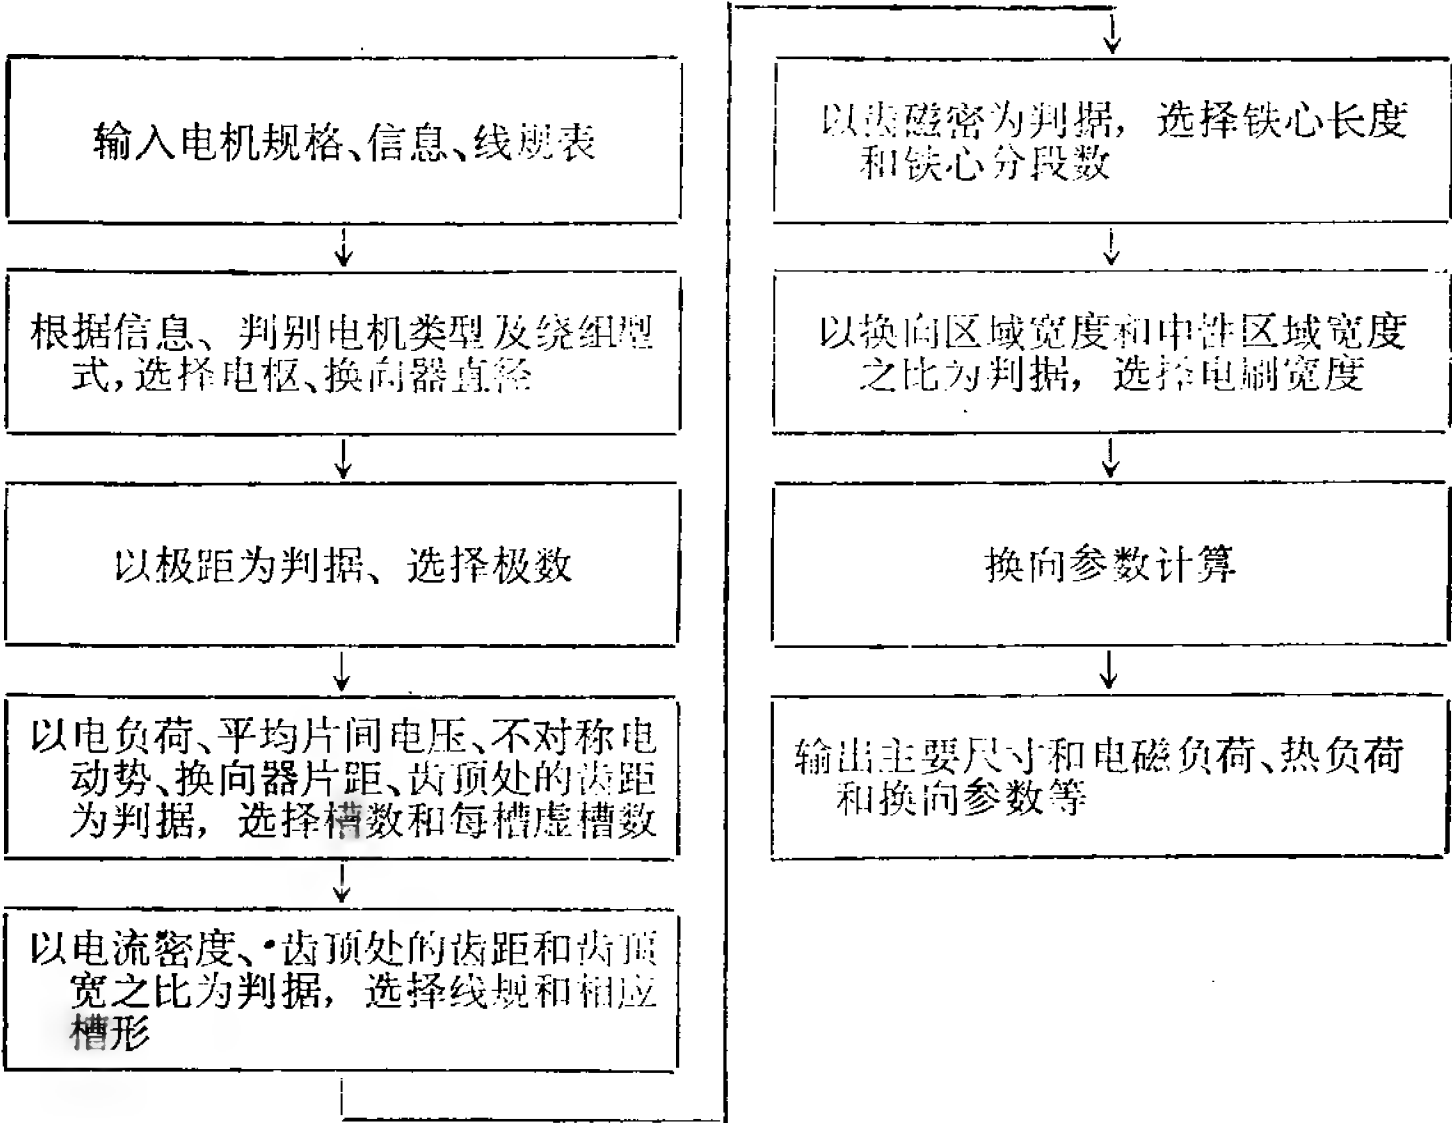 输入电机规格、信息、线规表
根据信息、判别电机类型及绕组型
式,选择电枢、换向器直径
以极距为判据、选择极数
以电负荷、平均片间电压、不对称电
动势、换向器片距、齿顶处的齿距
为判据,选择槽数和每槽虚槽数
以电流密度、齿顶处的齿距和齿顶
宽之比为判据,选择线规和相应
槽形
以齿磁密为判据,选择铁心长度
和铁心分段数
以换向区域宽度和中性区域宽度
之比为判据,选择电刷宽度
换向参数计算
输出主要尺寸和电磁负荷、热负荷
和换向参数等